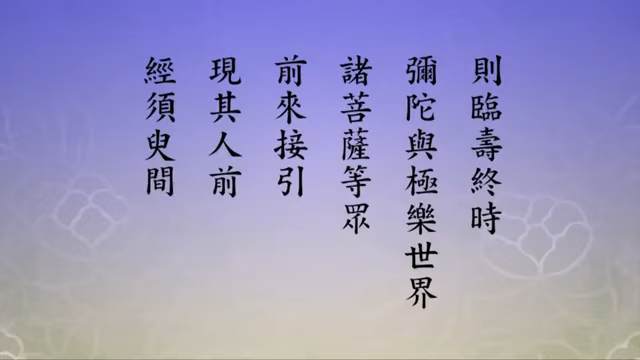 則臨壽終時
彌陀與極樂世界
諸菩薩等眾
前來接引
現其人前
經須臾間